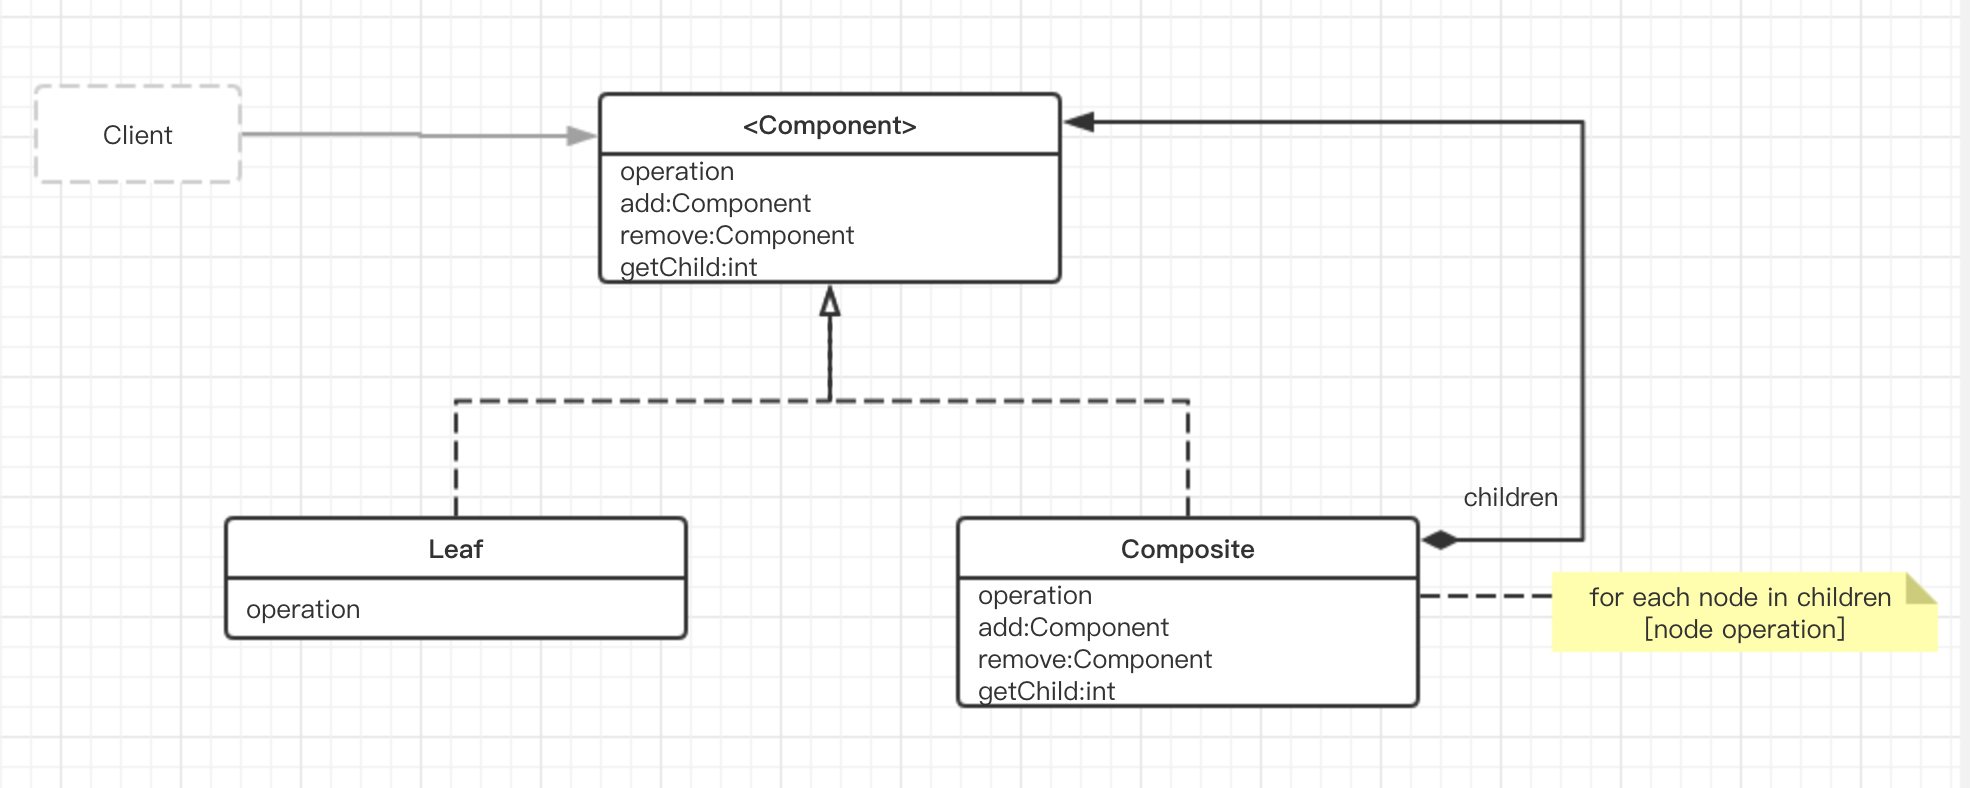 Client
<Component>
operation
add:Component
remove:Component
getChild:int
children
Leaf
operation
Composite
operation
add:Component
remove:Component
getChild:int
for each node in children
[node operation]